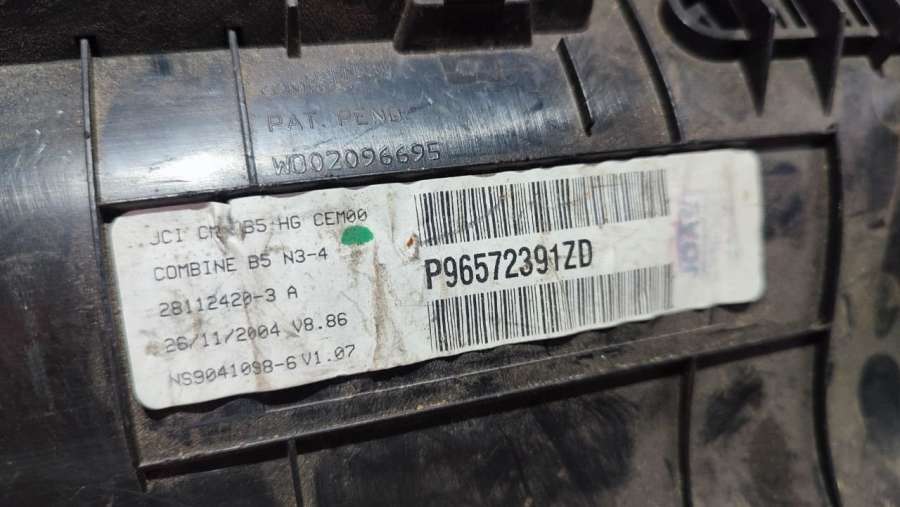 PAT. PEND
W002096695
JCI B5 HG CEM00
COMBINE B5 N3-4
28112420-3 A
26/11/2004 V8.86
NS9041098-6 V1.07
P96572391ZD